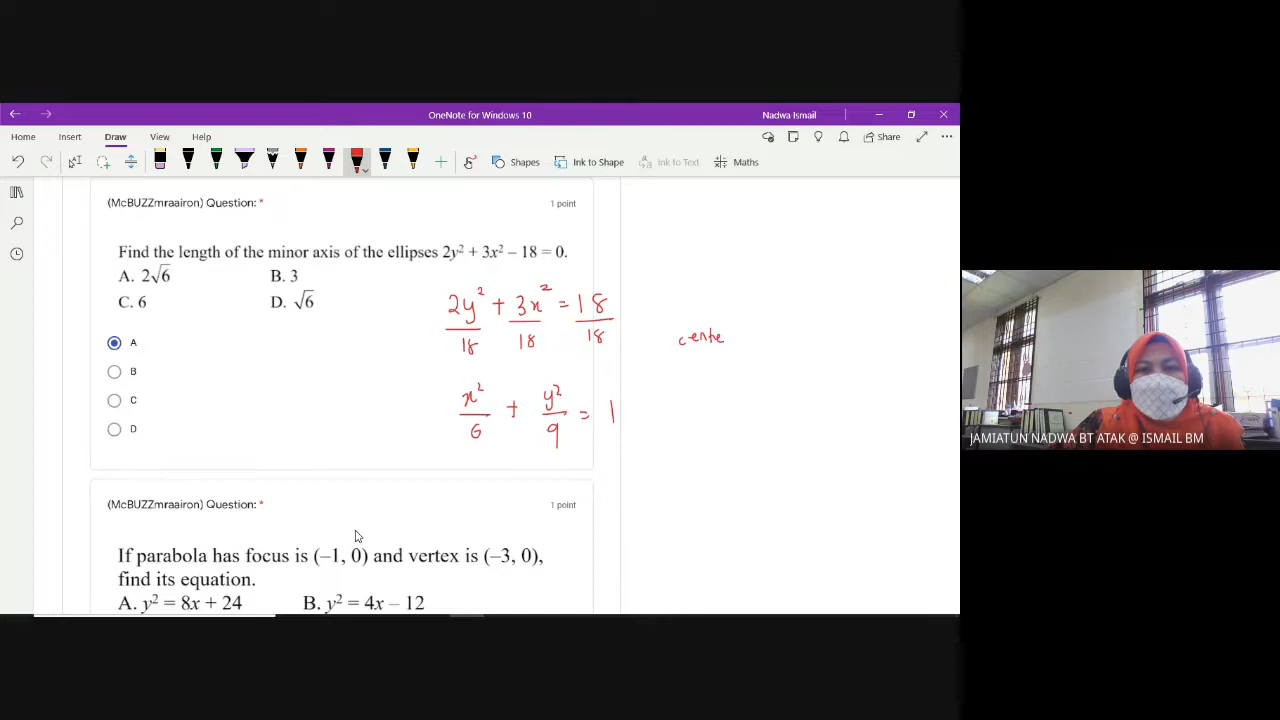 OneNote for Windows 10
Nadwa Ismail
Home Insert Draw View Help
Share
Shapes Ink to Shape Ink to Text Maths
(McBUZZmraairon) Question: *
1 point
Find the length of the minor axis of the ellipses 2y² + 3x² – 18 = 0.
A. 2√6 B. 3
C. 6 D. √6
2y² + 3x² = 18
18 18 18
cente
A
B
C
D
x² + y² = 1
6 9
JAMIATUN NADWA BT ATAK @ ISMAIL BM
(McBUZZmraairon) Question: *
1 point
If parabola has focus is (–1, 0) and vertex is (–3, 0),
find its equation.
A. y² = 8x + 24 B. y² = 4x – 12